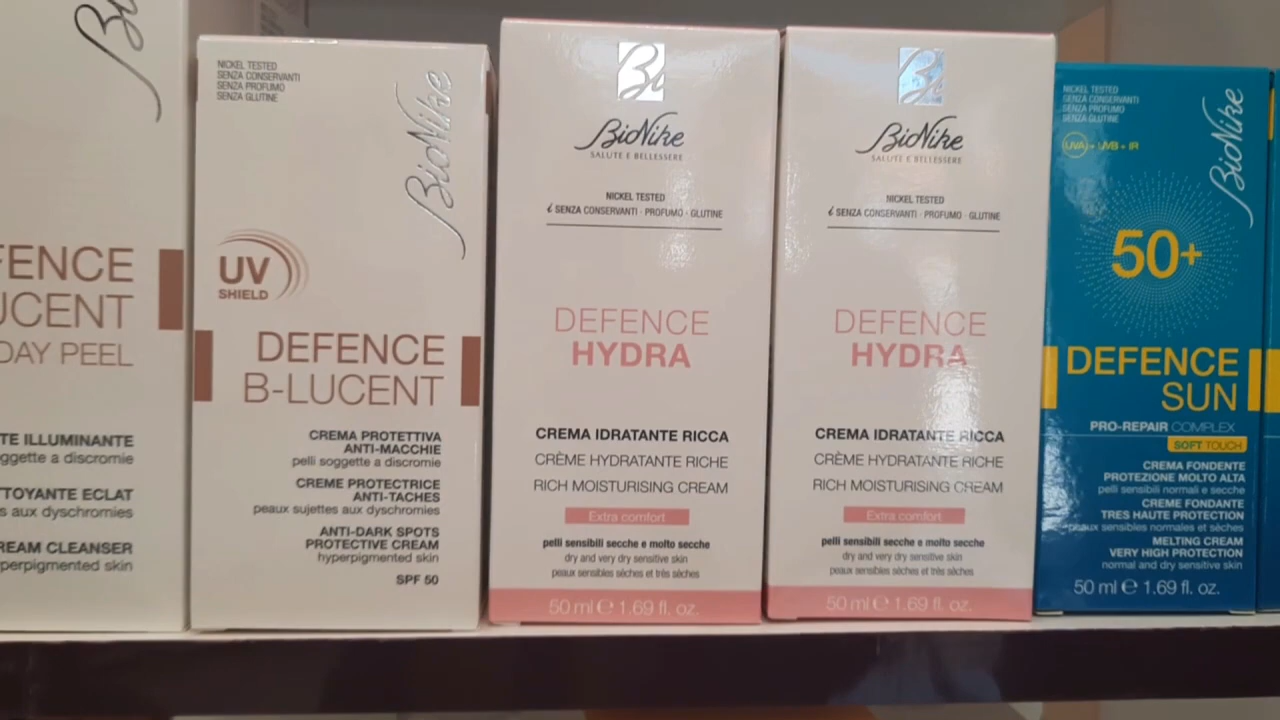 FENCE
UCENT
DAY PEEL
TE ILLUMINANTE
ggette a discromie
TTOYANTE ECLAT
s aux dyschromies
REAM CLEANSER
perpigmented skin
NICKEL TESTED
SENZA CONSERVANTI
SENZA PROFUMO
SENZA GLUTINE
BioNike
UV
SHIELD
DEFENCE
B-LUCENT
CREMA PROTETTIVA
ANTI-MACCHIE
pelli soggette a discromie
CREME PROTECTRICE
ANTI-TACHES
peaux sujettes aux dyschromies
ANTI-DARK SPOTS
PROTECTIVE CREAM
hyperpigmented skin
SPF 50
BioNike
SALUTE E BELLESSERE
NICKEL TESTED
SENZA CONSERVANTI · PROFUMO · GLUTINE
DEFENCE
HYDRA
CREMA IDRATANTE RICCA
CRÈME HYDRATANTE RICHE
RICH MOISTURISING CREAM
Extra comfort
pelli sensibili secche e molto secche
dry and very dry sensitive skin
peaux sensibles sèches et très sèches
50 ml e 1.69 fl. oz.
BioNike
SALUTE E BELLESSERE
NICKEL TESTED
SENZA CONSERVANTI · PROFUMO · GLUTINE
DEFENCE
HYDRA
CREMA IDRATANTE RICCA
CRÈME HYDRATANTE RICHE
RICH MOISTURISING CREAM
Extra comfort
pelli sensibili secche e molto secche
dry and very dry sensitive skin
peaux sensibles sèches et très sèches
50 ml e 1.69 fl. oz.
NICKEL TESTED
SENZA CONSERVANTI
SENZA PROFUMO
SENZA GLUTINE
UVA + UVB + IR
BioNike
50+
DEFENCE
SUN
PRO-REPAIR COMPLEX
SOFT TOUCH
CREMA FONDENTE
PROTEZIONE MOLTO ALTA
pelli sensibili normali e secche
CREME FONDANTE
TRES HAUTE PROTECTION
peaux sensibles normales et sèches
MELTING CREAM
VERY HIGH PROTECTION
normal and dry sensitive skin
50 ml e 1.69 fl. oz.